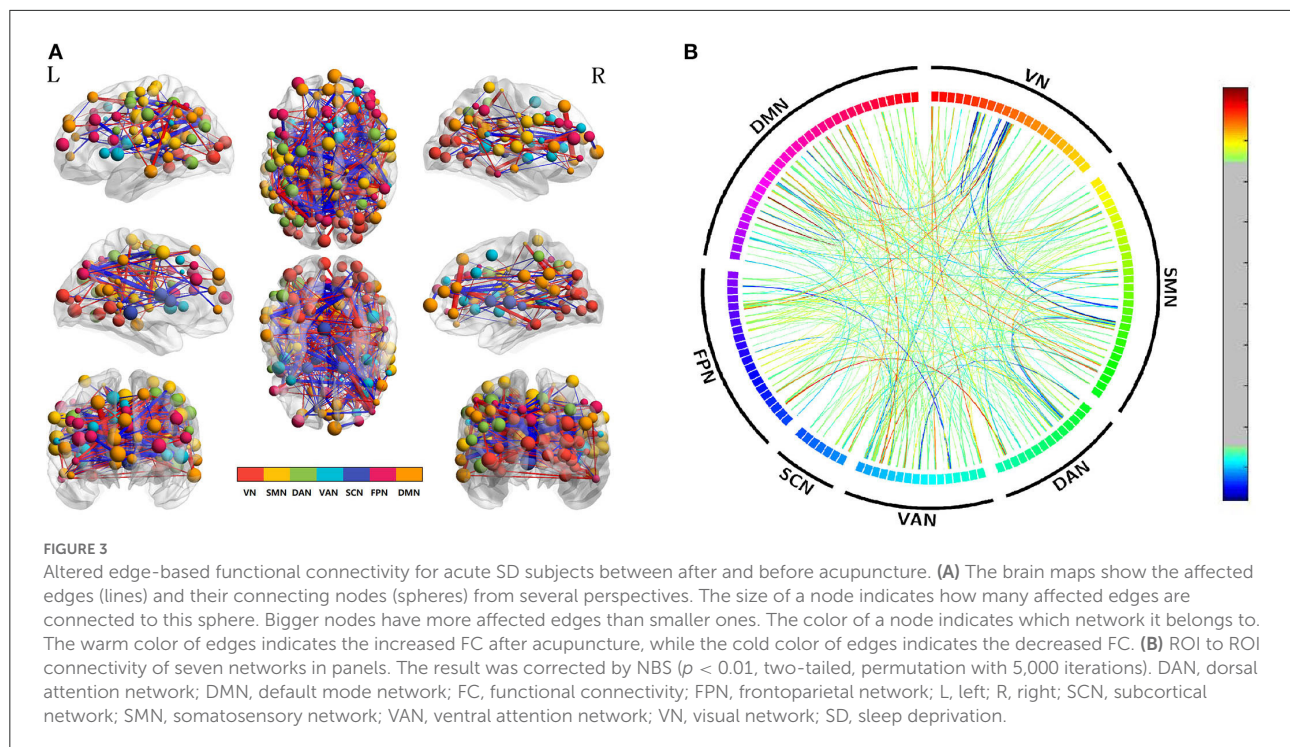 A
L
R
VN SMN DAN VAN SCN FPN DMN
B
VN
DMN
SMN
FPN
DAN
SCN
VAN
FIGURE 3
Altered edge-based functional connectivity for acute SD subjects between after and before acupuncture. (A) The brain maps show the affected
edges (lines) and their connecting nodes (spheres) from several perspectives. The size of a node indicates how many affected edges are
connected to this sphere. Bigger nodes have more affected edges than smaller ones. The color of a node indicates which network it belongs to.
The warm color of edges indicates the increased FC after acupuncture, while the cold color of edges indicates the decreased FC. (B) ROI to ROI
connectivity of seven networks in panels. The result was corrected by NBS (p < 0.01, two-tailed, permutation with 5,000 iterations). DAN, dorsal
attention network; DMN, default mode network; FC, functional connectivity; FPN, frontoparietal network; L, left; R, right; SCN, subcortical
network; SMN, somatosensory network; VAN, ventral attention network; VN, visual network; SD, sleep deprivation.